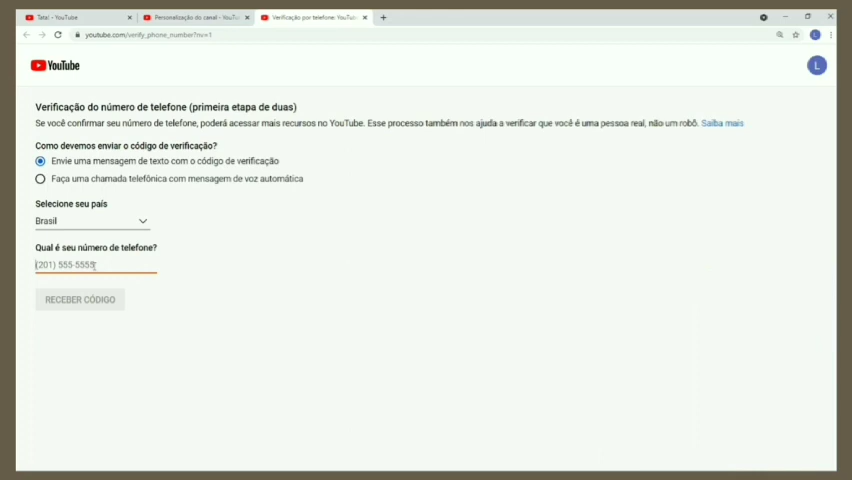 Tata! - YouTube
Personalização do canal - YouTu
Verificação por telefone: YouTu
youtube.com/verify_phone_number?nv=1
YouTube
L
Verificação do número de telefone (primeira etapa de duas)
Se você confirmar seu número de telefone, poderá acessar mais recursos no YouTube. Esse processo também nos ajuda a verificar que você é uma pessoa real, não um robô. Saiba mais
Como devemos enviar o código de verificação?
Envie uma mensagem de texto com o código de verificação
Faça uma chamada telefônica com mensagem de voz automática
Selecione seu país
Brasil
Qual é seu número de telefone?
(201) 555-5555
RECEBER CÓDIGO